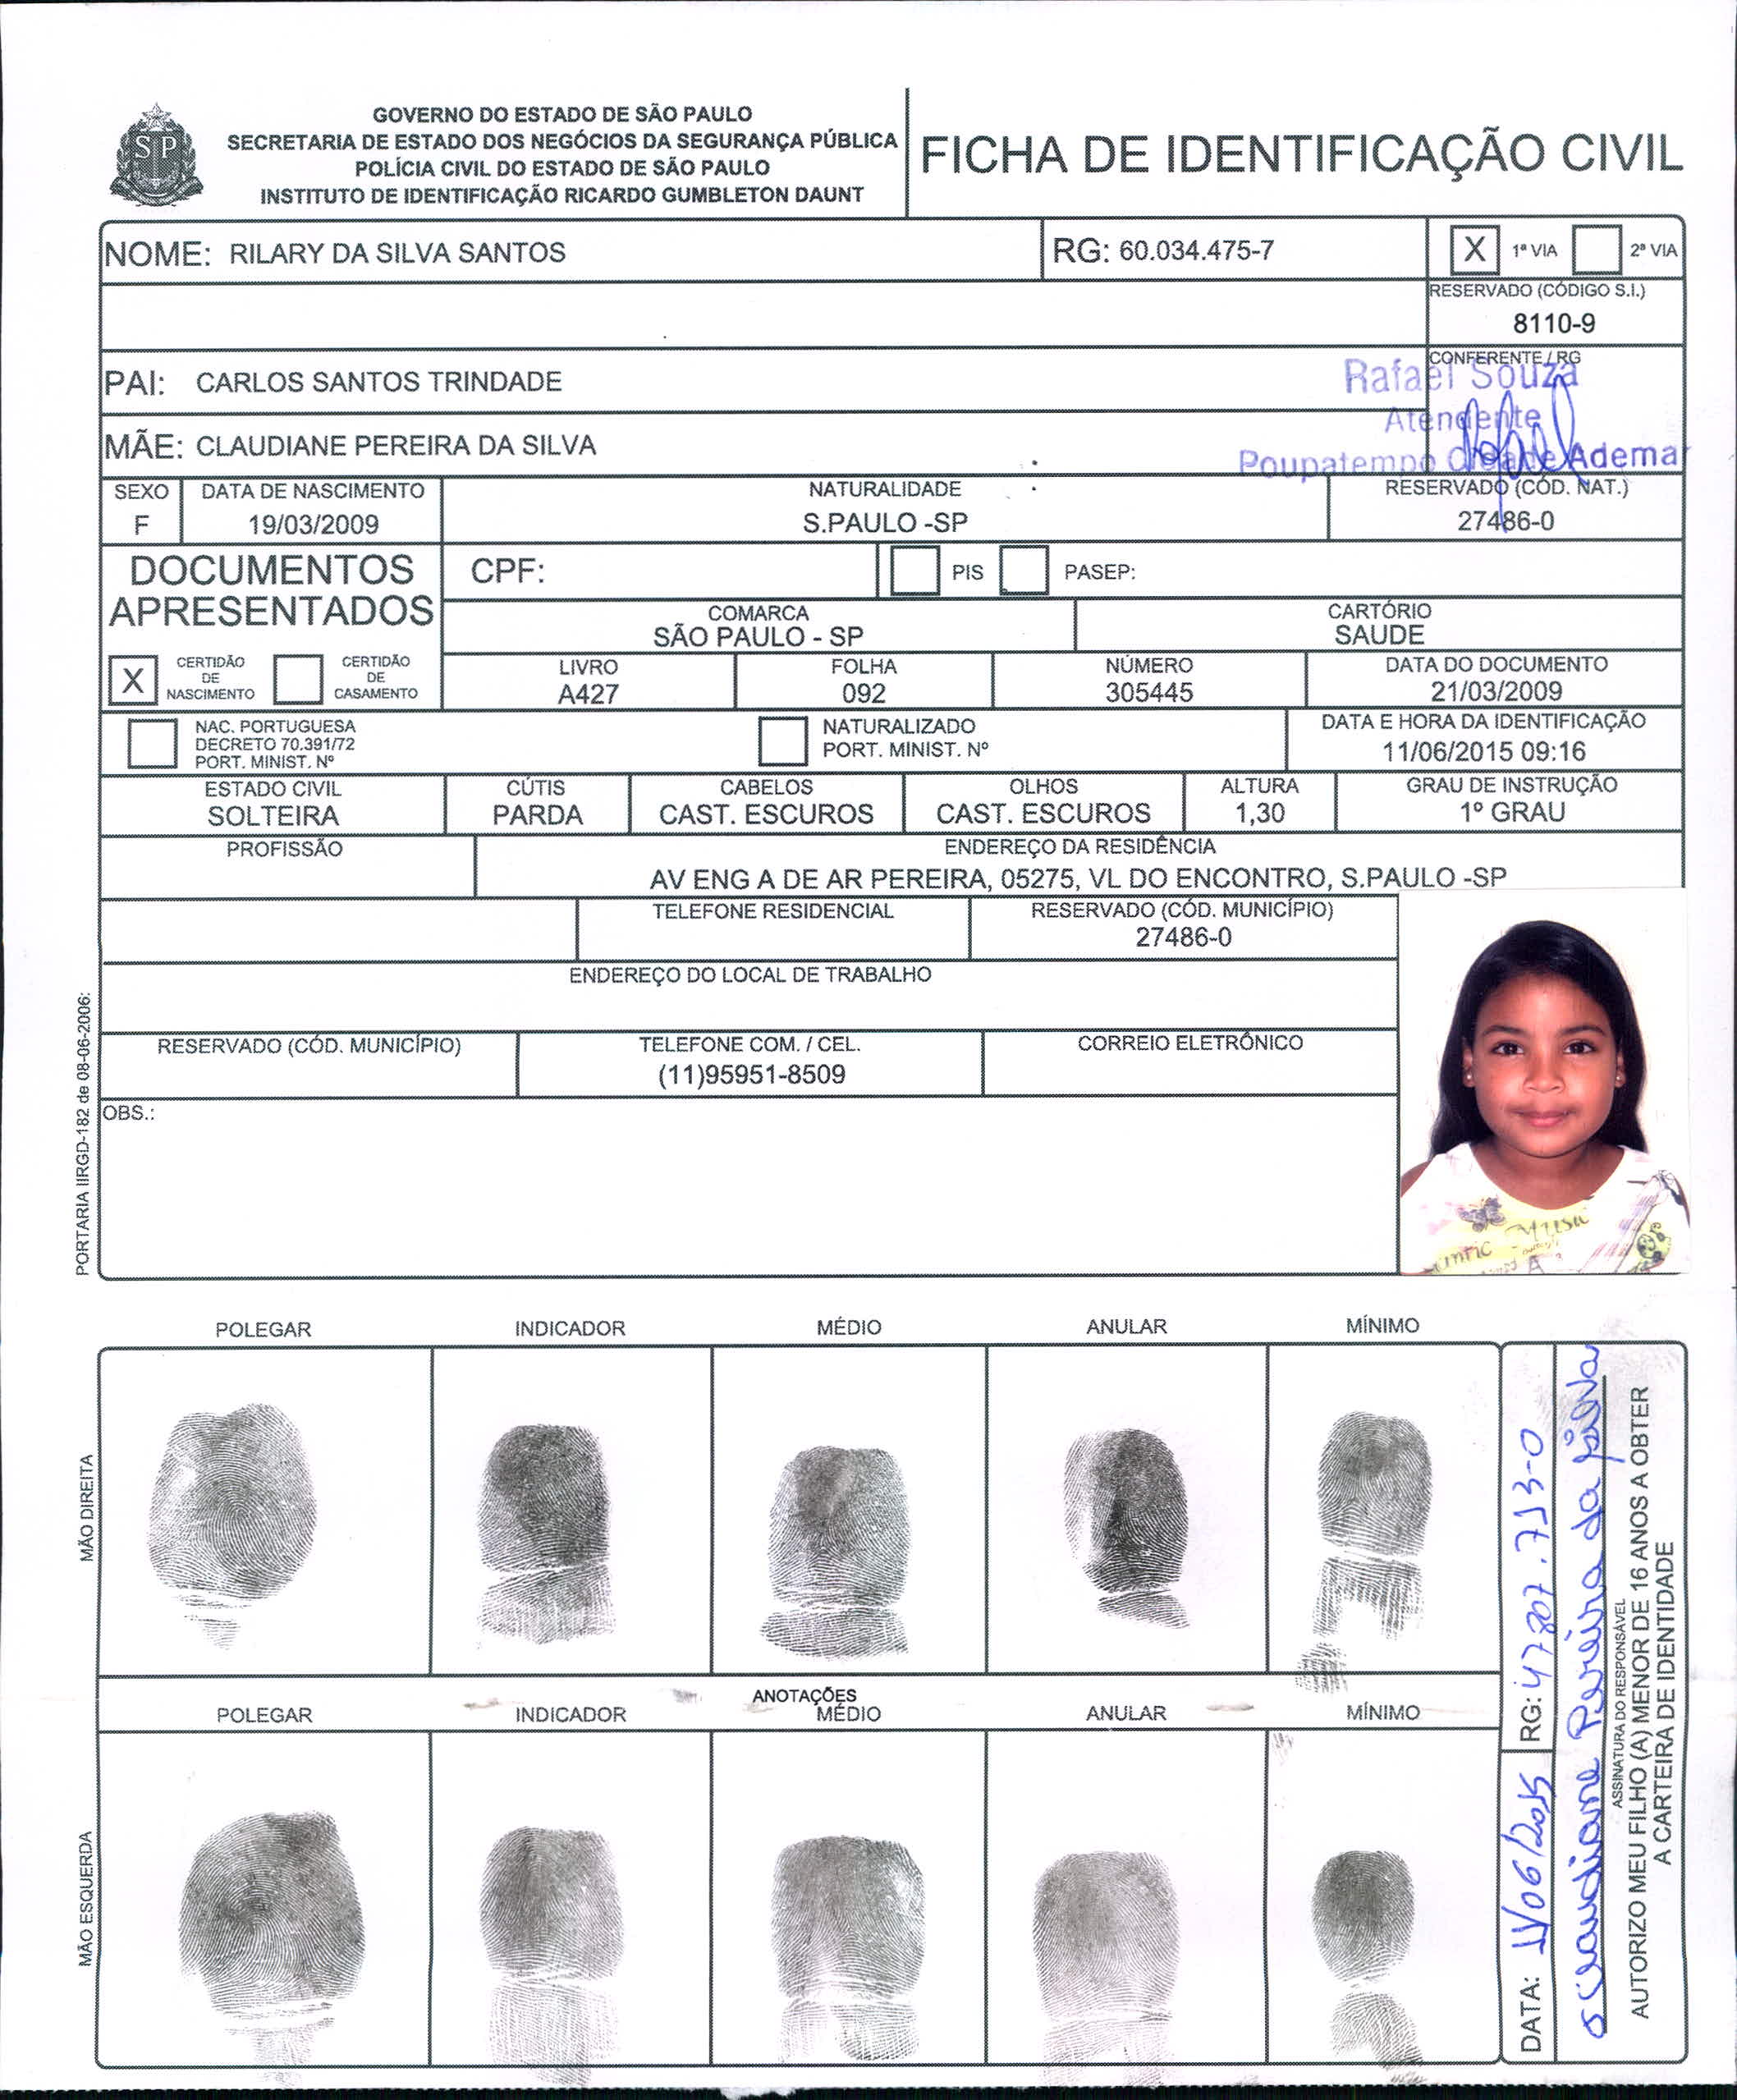 GOVERNO DO ESTADO DE SÃO PAULO
SECRETARIA DE ESTADO DOS NEGÓCIOS DA SEGURANÇA PÚBLICA
POLÍCIA CIVIL DO ESTADO DE SÃO PAULO
INSTITUTO DE IDENTIFICAÇÃO RICARDO GUMBLETON DAUNT
SP
FICHA DE IDENTIFICAÇÃO CIVIL
NOME: RILARY DA SILVA SANTOS
RG: 60.034.475-7
X 1ª VIA 2ª VIA
RESERVADO (CÓDIGO S.I.)
8110-9
PAI: CARLOS SANTOS TRINDADE
CONFERENTE / RG
Rafael Souza
Atendente
Poupatempo Cidade Ademar
MÃE: CLAUDIANE PEREIRA DA SILVA
SEXO
F
DATA DE NASCIMENTO
19/03/2009
NATURALIDADE
S.PAULO -SP
RESERVADO (CÓD. NAT.)
27486-0
DOCUMENTOS
APRESENTADOS
CPF:
PIS PASEP:
COMARCA
SÃO PAULO - SP
CARTÓRIO
SAUDE
X CERTIDÃO
DE
NASCIMENTO
CERTIDÃO
DE
CASAMENTO
LIVRO
A427
FOLHA
092
NÚMERO
305445
DATA DO DOCUMENTO
21/03/2009
NAC. PORTUGUESA
DECRETO 70.391/72
PORT. MINIST. Nº
NATURALIZADO
PORT. MINIST. Nº
DATA E HORA DA IDENTIFICAÇÃO
11/06/2015 09:16
ESTADO CIVIL
SOLTEIRA
CÚTIS
PARDA
CABELOS
CAST. ESCUROS
OLHOS
CAST. ESCUROS
ALTURA
1,30
GRAU DE INSTRUÇÃO
1º GRAU
PROFISSÃO
ENDEREÇO DA RESIDÊNCIA
AV ENG A DE AR PEREIRA, 05275, VL DO ENCONTRO, S.PAULO -SP
TELEFONE RESIDENCIAL
RESERVADO (CÓD. MUNICÍPIO)
27486-0
ENDEREÇO DO LOCAL DE TRABALHO
RESERVADO (CÓD. MUNICÍPIO)
TELEFONE COM. / CEL.
(11)95951-8509
CORREIO ELETRÔNICO
OBS.:
PORTARIA IIRGD-182 de 08-06-2006:
POLEGAR INDICADOR MÉDIO ANULAR MÍNIMO
MÃO DIREITA
ANOTAÇÕES
POLEGAR INDICADOR MÉDIO ANULAR MÍNIMO
MÃO ESQUERDA
DATA: 11/06/2015 RG:
Claudiane Pereira da Silva
ASSINATURA DO RESPONSÁVEL
AUTORIZO MEU FILHO (A) MENOR DE 16 ANOS A OBTER
A CARTEIRA DE IDENTIDADE